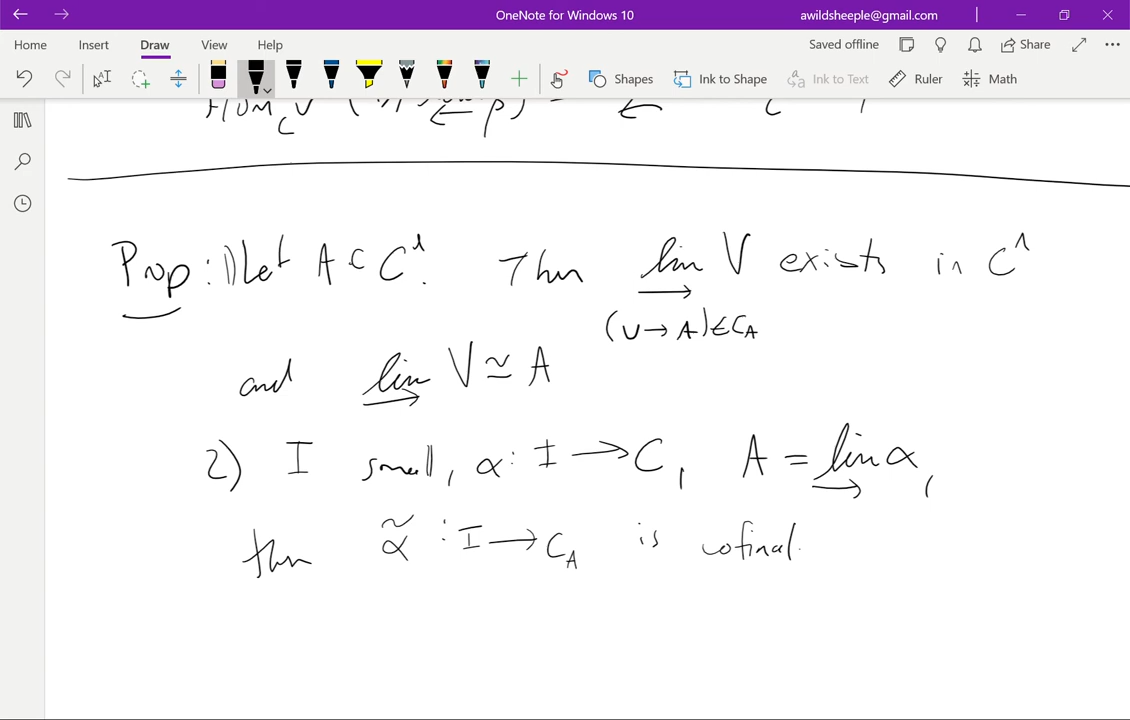 OneNote for Windows 10
awildsheeple@gmail.com
Home Insert Draw View Help
Saved offline Share
Shapes Ink to Shape Ink to Text Ruler Math
Prop: 1) Let A ∈ C^. Then lim→ V exists in C^
(V → A) ∈ C_A
and lim→ V ≃ A
2) I small, α: I → C, A = lim→ α,
then α̃ : I → C_A is cofinal.